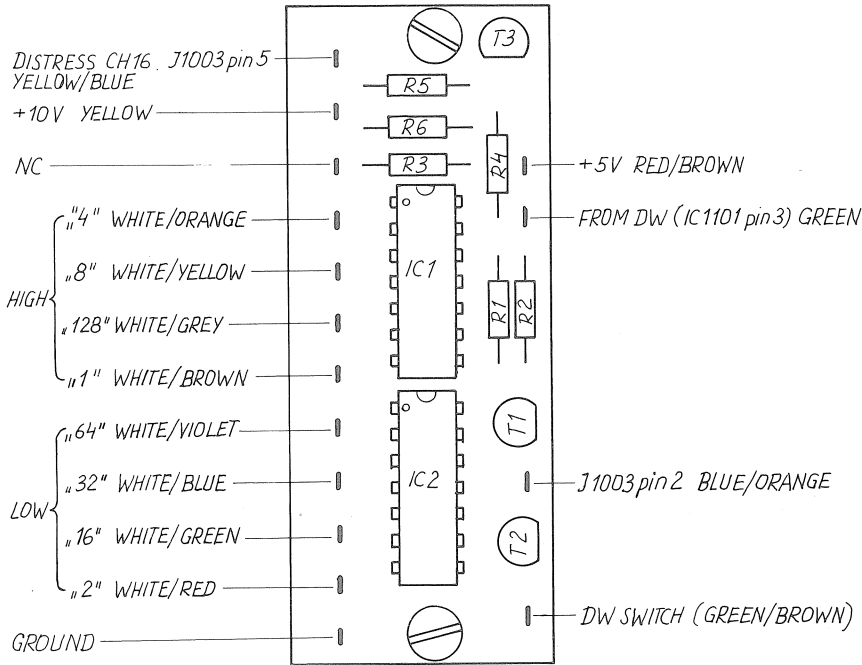 DISTRESS CH16. J1003 pin 5
YELLOW/BLUE
+10V YELLOW
NC
HIGH
„"4" WHITE/ORANGE
„8" WHITE/YELLOW
„128" WHITE/GREY
„1" WHITE/BROWN
LOW
„64" WHITE/VIOLET
„32" WHITE/BLUE
„16" WHITE/GREEN
„2" WHITE/RED
GROUND
T3
R5
R6
R3
R4
IC1
R1
R2
T1
IC2
T2
+5V RED/BROWN
FROM DW (IC1101 pin 3) GREEN
J1003 pin 2 BLUE/ORANGE
DW SWITCH (GREEN/BROWN)